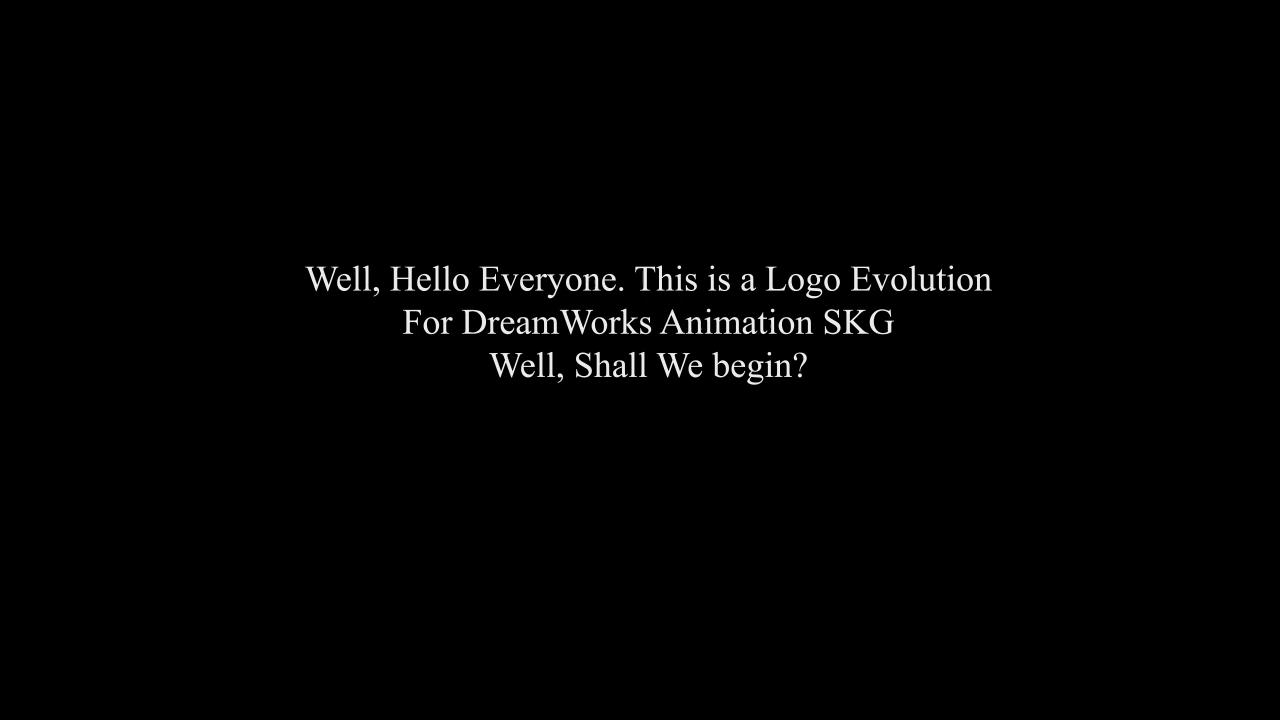 Well, Hello Everyone. This is a Logo Evolution
For DreamWorks Animation SKG
Well, Shall We begin?